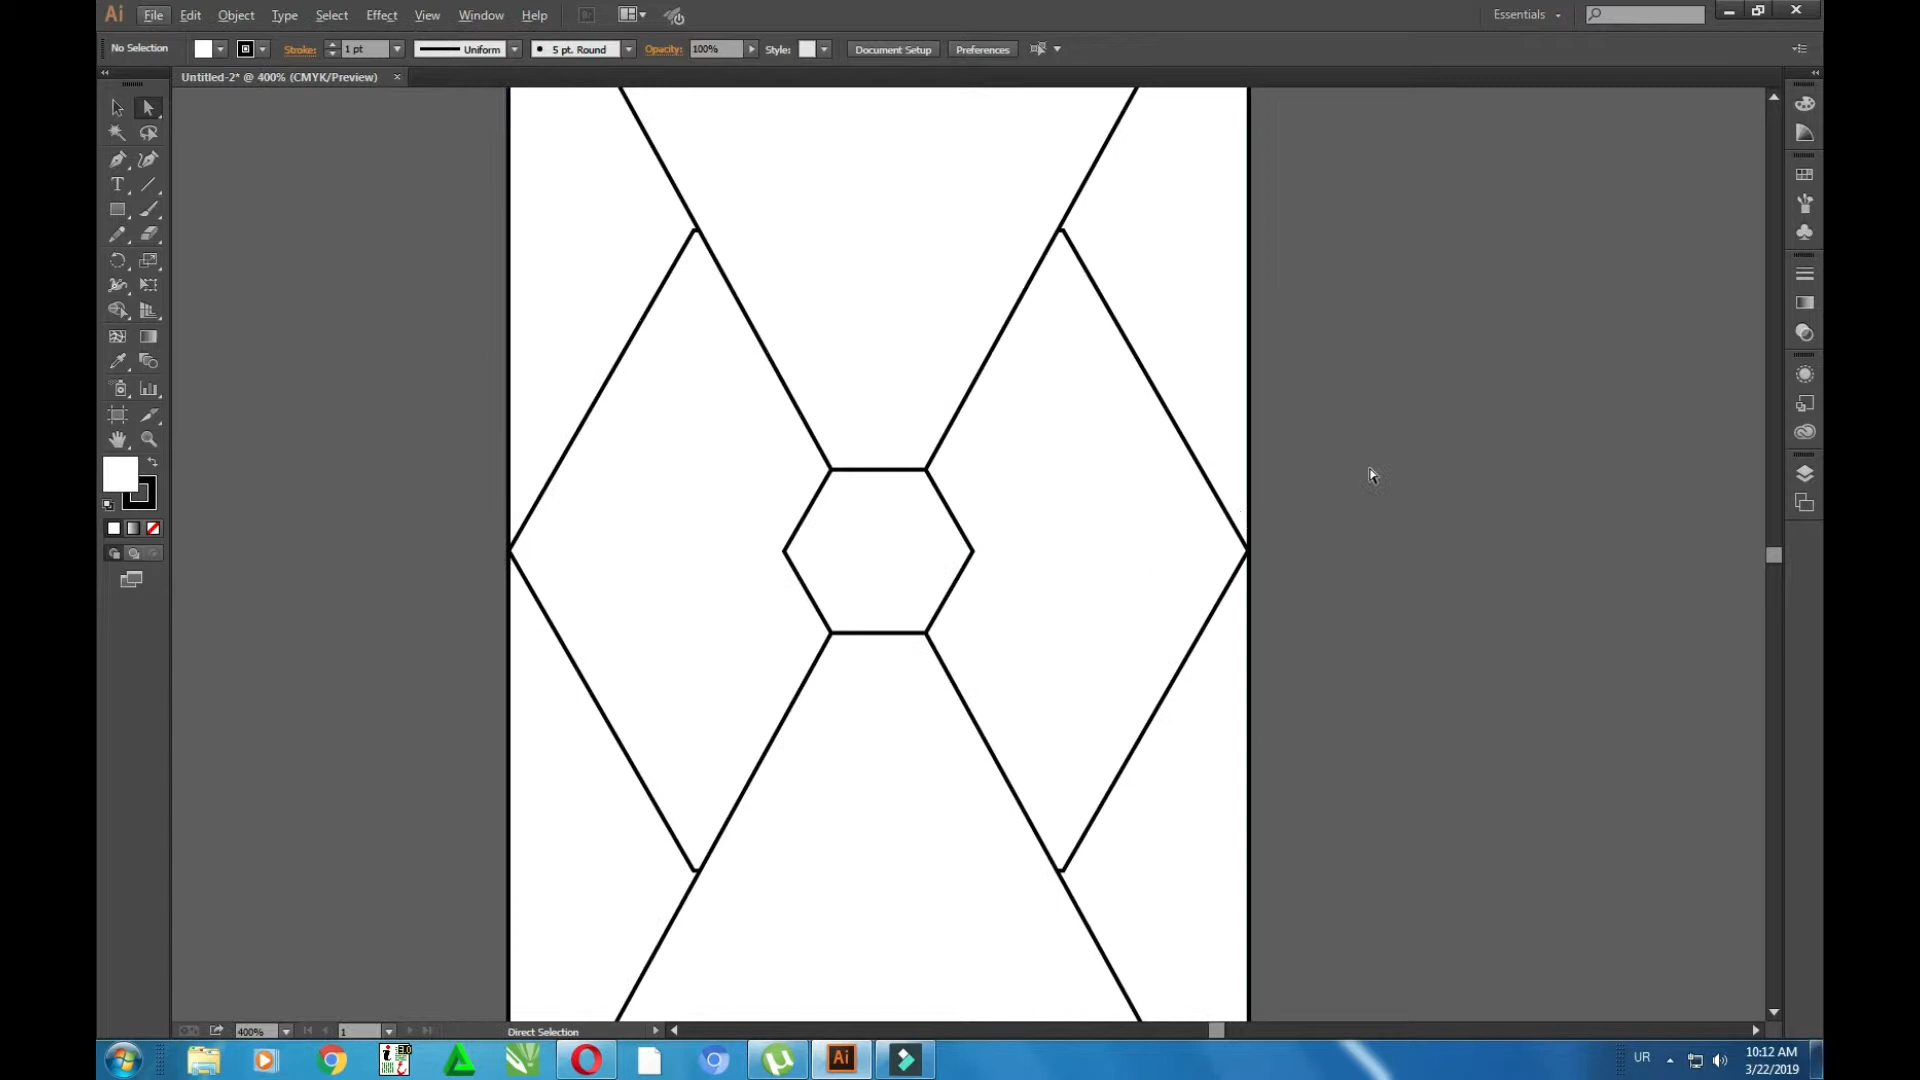 Ai File Edit Object Type Select Effect View Window Help Br Essentials
No Selection Stroke: 1 pt Uniform 5 pt. Round Opacity: 100% Style: Document Setup Preferences
Untitled-2* @ 400% (CMYK/Preview)
T
400% 1 Direct Selection
Ai UR 10:12 AM
3/22/2019